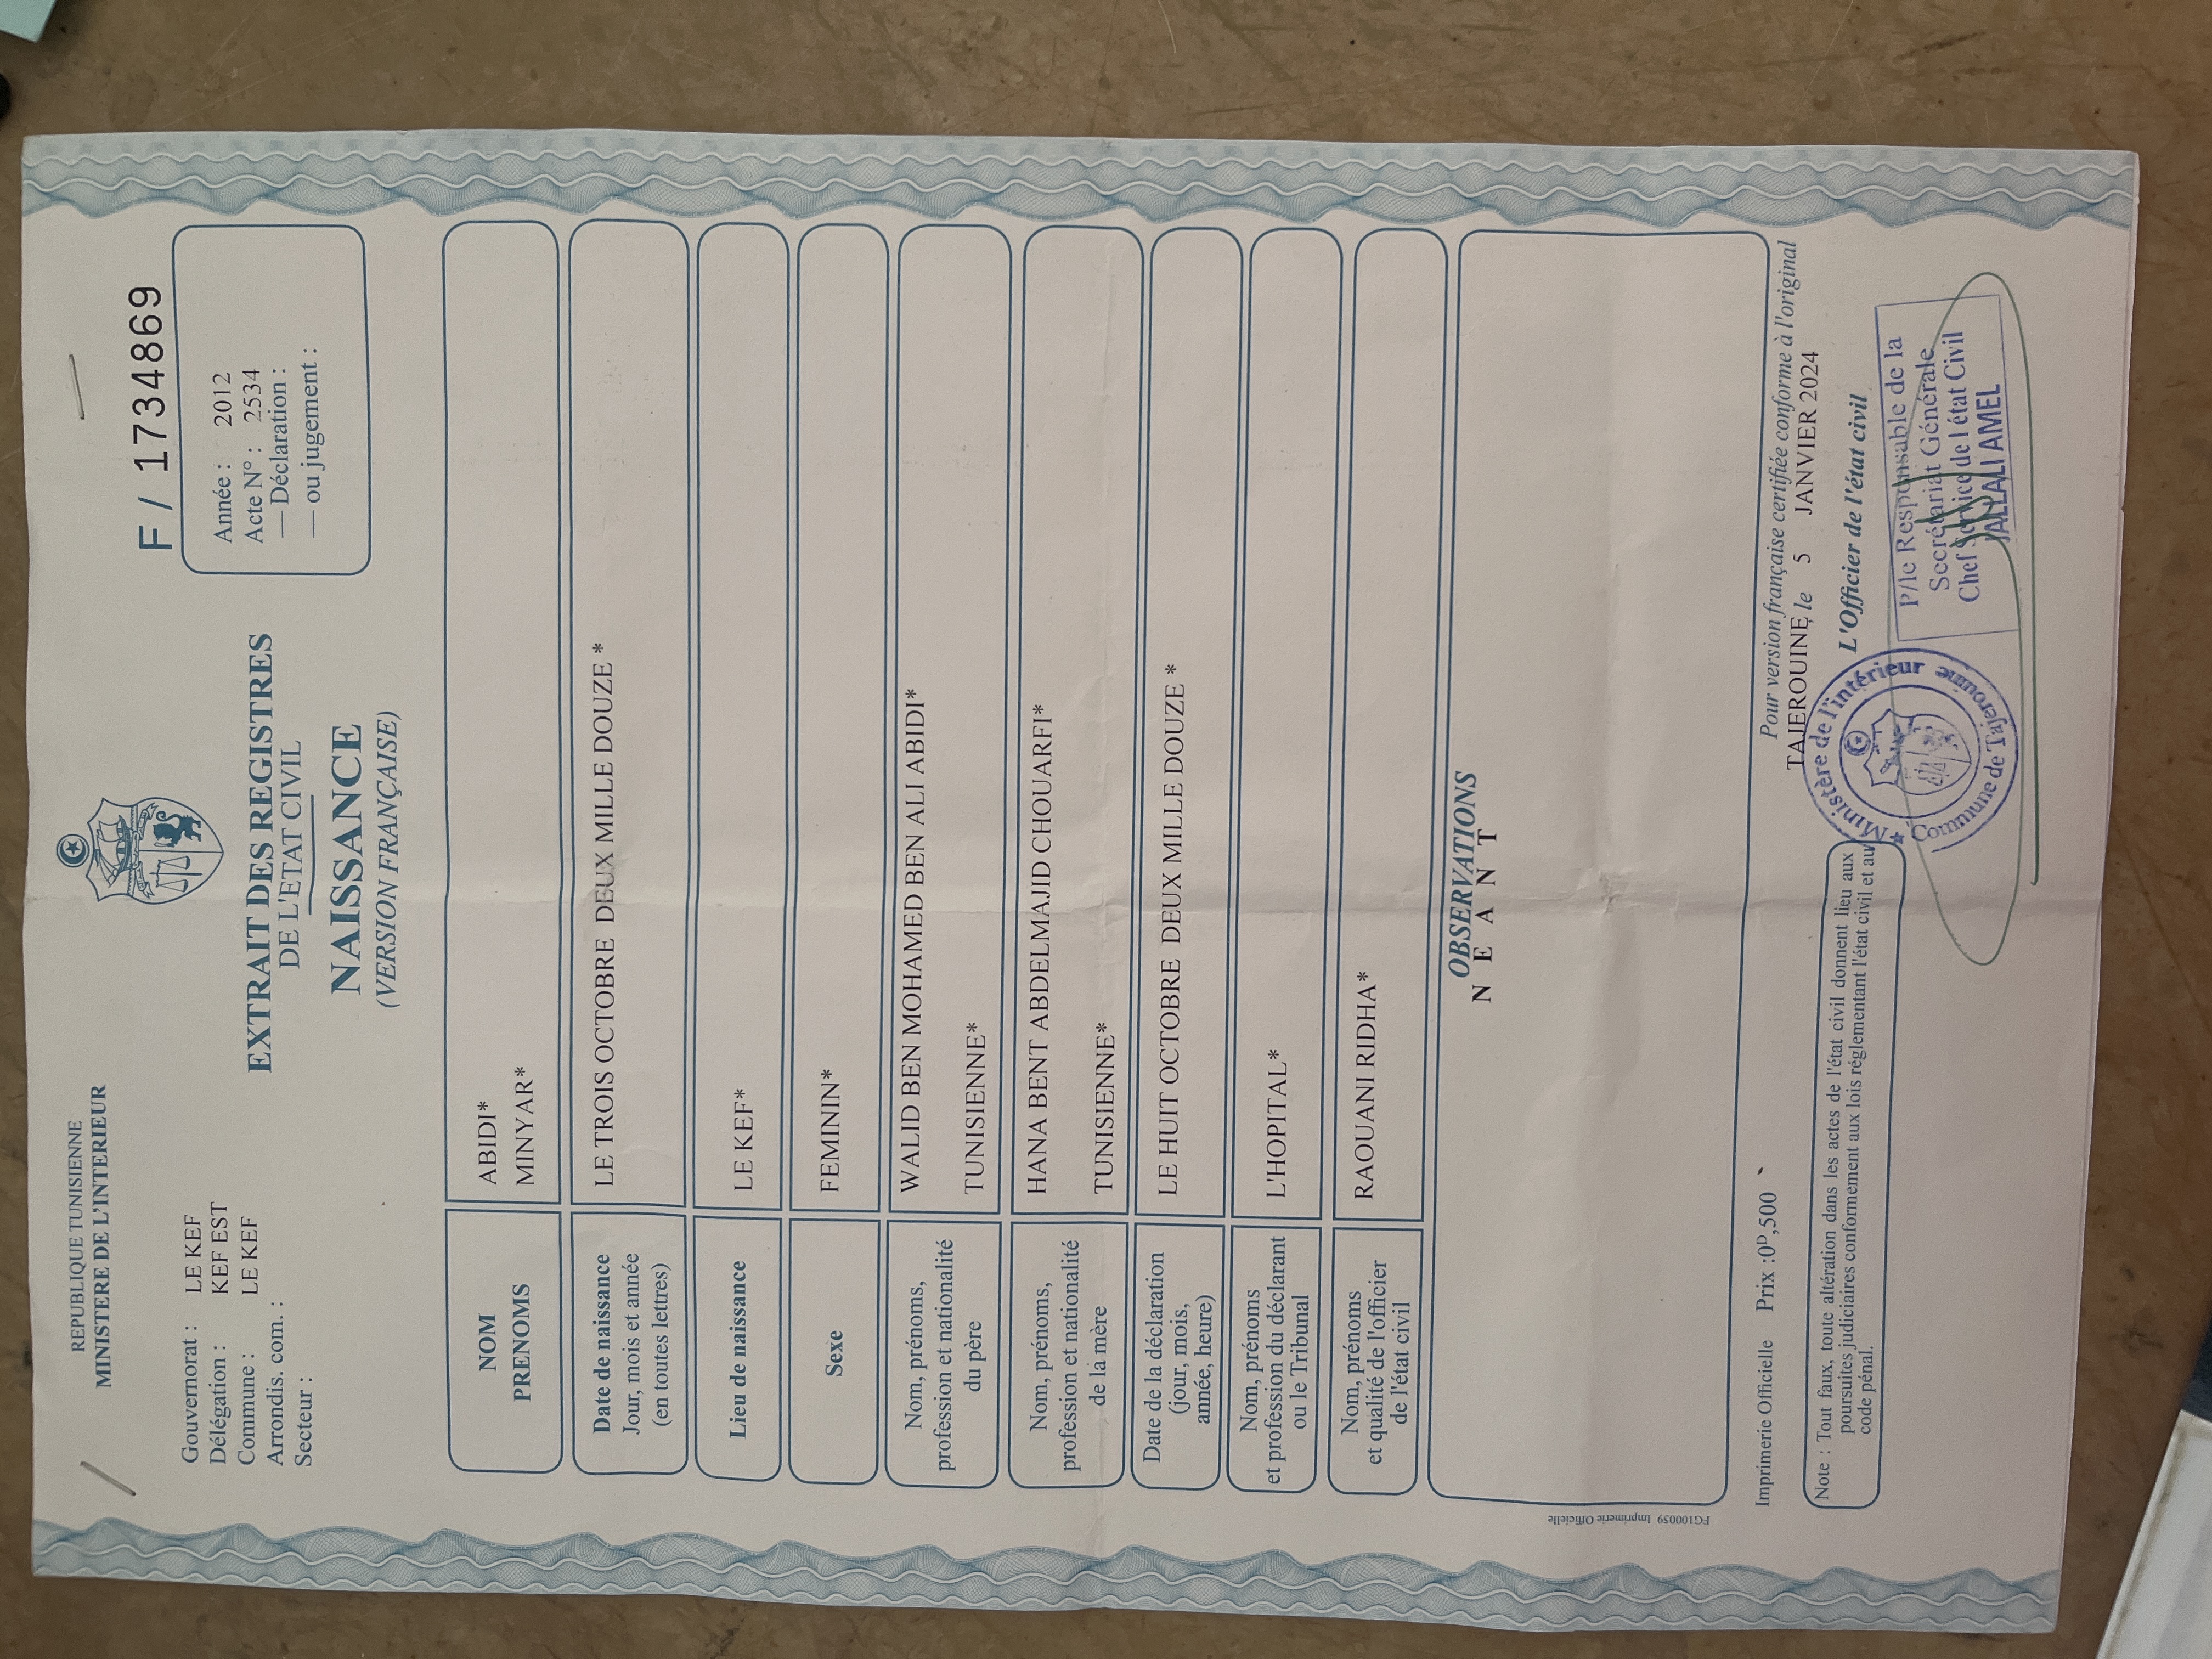 REPUBLIQUE TUNISIENNE
MINISTERE DE L'INTERIEUR
F / 1734869
Gouvernorat : LE KEF
Délégation : KEF EST
Commune : LE KEF
Arrondis. com. :
Secteur :
EXTRAIT DES REGISTRES
DE L'ETAT CIVIL
NAISSANCE
(VERSION FRANÇAISE)
Année : 2012
Acte N° : 2534
— Déclaration :
— ou jugement :
NOM
PRENOMS
ABIDI*
MINYAR*
Date de naissance
Jour, mois et année
(en toutes lettres)
LE TROIS OCTOBRE DEUX MILLE DOUZE *
Lieu de naissance
LE KEF*
Sexe
FEMININ*
Nom, prénoms,
profession et nationalité
du père
WALID BEN MOHAMED BEN ALI ABIDI*
TUNISIENNE*
Nom, prénoms,
profession et nationalité
de la mère
HANA BENT ABDELMAJID CHOUARFI*
TUNISIENNE*
Date de la déclaration
(jour, mois,
année, heure)
LE HUIT OCTOBRE DEUX MILLE DOUZE *
Nom, prénoms
et profession du déclarant
ou le Tribunal
L'HOPITAL*
Nom, prénoms
et qualité de l'officier
de l'état civil
RAOUANI RIDHA*
OBSERVATIONS
N E A N T
FG100059 Imprimerie Officielle
Imprimerie Officielle Prix :0ᴰ,500
Pour version française certifiée conforme à l'original
TAJEROUINE, le 5 JANVIER 2024
L'Officier de l'état civil
Note : Tout faux, toute altération dans les actes de l'état civil donnent lieu aux
poursuites judiciaires conformement aux lois réglementant l'état civil et au
code pénal.
Ministère de l'intérieur
Commune de Tajerouine
P/le Responsable de la
Secrétariat Générale
Chef Service de l'état Civil
JALALI AMEL